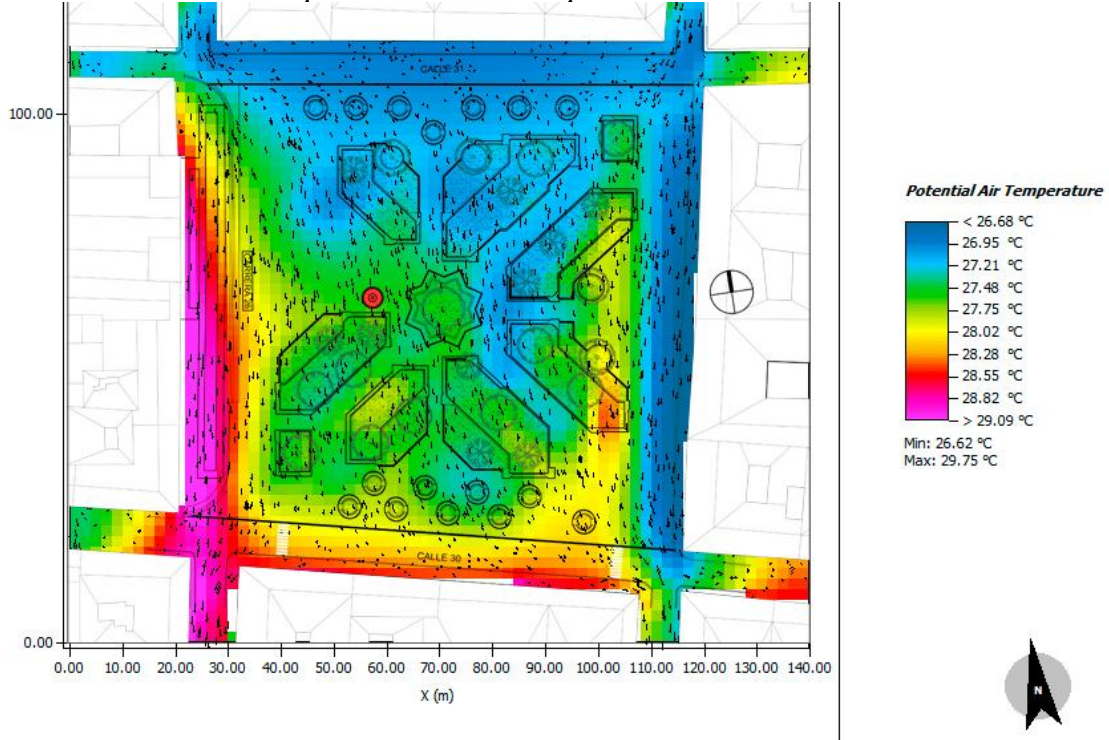 CALLE 31
100.00
CARRERA 26
CALLE 30
0.00
0.00 10.00 20.00 30.00 40.00 50.00 60.00 70.00 80.00 90.00 100.00 110.00 120.00 130.00 140.00
X (m)
Potential Air Temperature
< 26.68 °C
26.95 °C
27.21 °C
27.48 °C
27.75 °C
28.02 °C
28.28 °C
28.55 °C
28.82 °C
> 29.09 °C
Min: 26.62 °C
Max: 29.75 °C
N